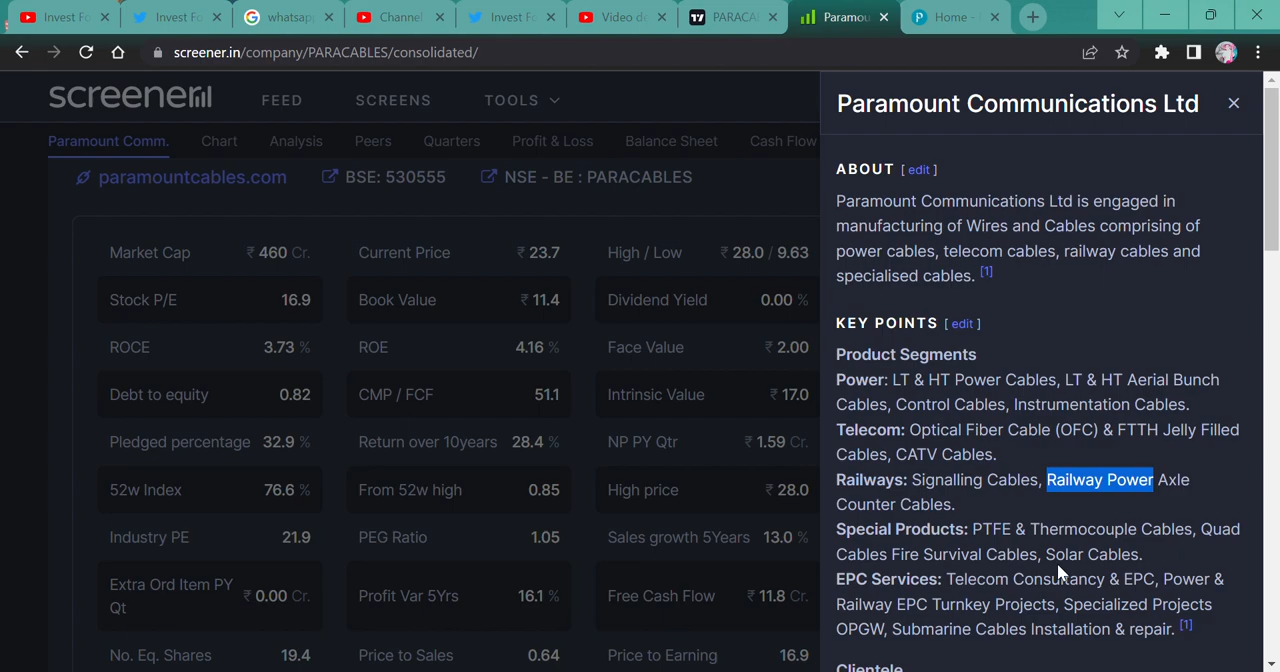 Invest Fo
Invest Fo
whatsap
Channel
Invest Fo
Video de
PARACA
Paramou
Home -
screener.in/company/PARACABLES/consolidated/
screener
FEED
SCREENS
TOOLS
Paramount Comm.
Chart
Analysis
Peers
Quarters
Profit & Loss
Balance Sheet
Cash Flow
paramountcables.com
BSE: 530555
NSE - BE : PARACABLES
Market Cap ₹ 460 Cr.
Current Price ₹ 23.7
High / Low ₹ 28.0 / 9.63
Stock P/E 16.9
Book Value ₹ 11.4
Dividend Yield 0.00 %
ROCE 3.73 %
ROE 4.16 %
Face Value ₹ 2.00
Debt to equity 0.82
CMP / FCF 51.1
Intrinsic Value ₹ 17.0
Pledged percentage 32.9 %
Return over 10years 28.4 %
NP PY Qtr ₹ 1.59 Cr.
52w Index 76.6 %
From 52w high 0.85
High price ₹ 28.0
Industry PE 21.9
PEG Ratio 1.05
Sales growth 5Years 13.0 %
Extra Ord Item PY
Qt ₹ 0.00 Cr.
Profit Var 5Yrs 16.1 %
Free Cash Flow ₹ 11.8 Cr.
No. Eq. Shares 19.4
Price to Sales 0.64
Price to Earning 16.9
Paramount Communications Ltd
ABOUT [ edit ]
Paramount Communications Ltd is engaged in
manufacturing of Wires and Cables comprising of
power cables, telecom cables, railway cables and
specialised cables. [1]
KEY POINTS [ edit ]
Product Segments
Power: LT & HT Power Cables, LT & HT Aerial Bunch
Cables, Control Cables, Instrumentation Cables.
Telecom: Optical Fiber Cable (OFC) & FTTH Jelly Filled
Cables, CATV Cables.
Railways: Signalling Cables, Railway Power Axle
Counter Cables.
Special Products: PTFE & Thermocouple Cables, Quad
Cables Fire Survival Cables, Solar Cables.
EPC Services: Telecom Consultancy & EPC, Power &
Railway EPC Turnkey Projects, Specialized Projects
OPGW, Submarine Cables Installation & repair. [1]
Clientele